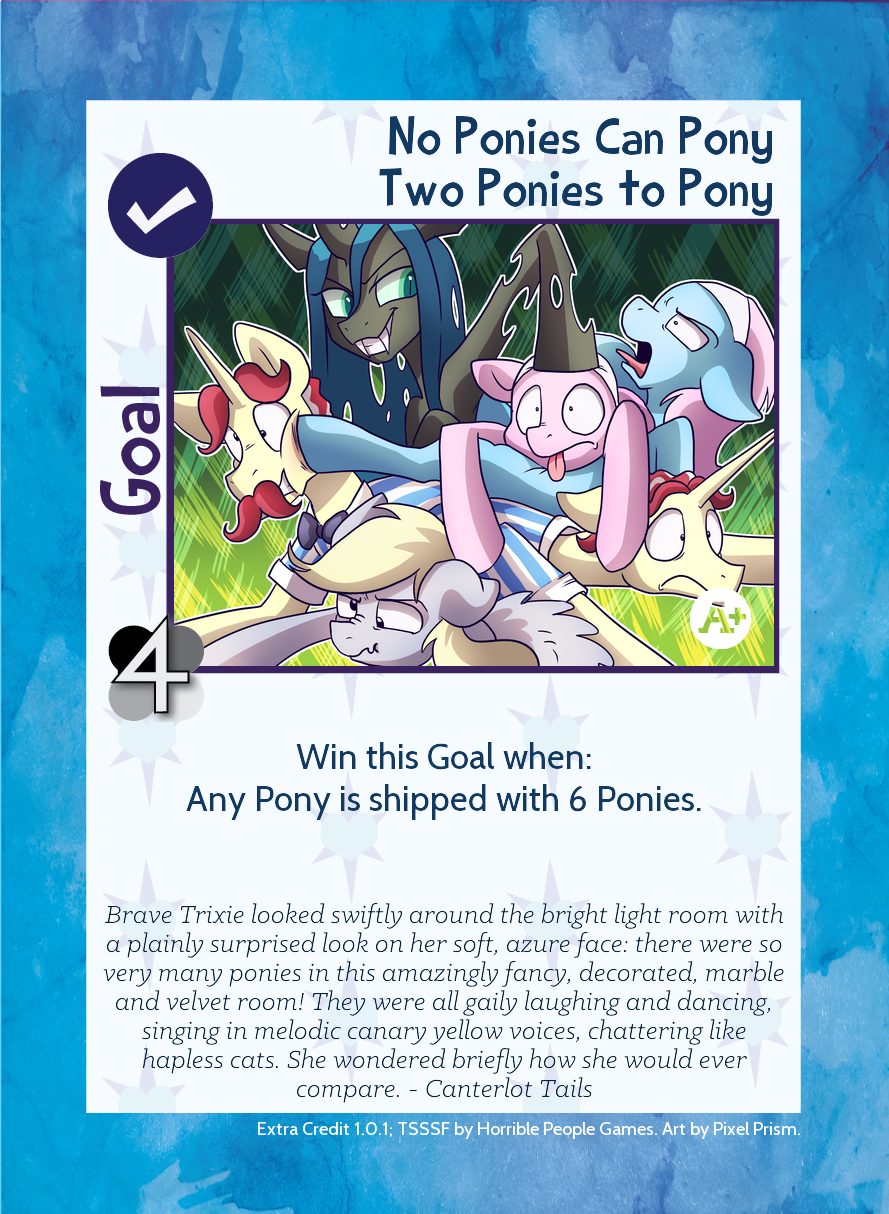 No Ponies Can Pony
Two Ponies to Pony
Goal
A+
4
Win this Goal when:
Any Pony is shipped with 6 Ponies.
Brave Trixie looked swiftly around the bright light room with
a plainly surprised look on her soft, azure face: there were so
very many ponies in this amazingly fancy, decorated, marble
and velvet room! They were all gaily laughing and dancing,
singing in melodic canary yellow voices, chattering like
hapless cats. She wondered briefly how she would ever
compare. - Canterlot Tails
Extra Credit 1.0.1; TSSSF by Horrible People Games. Art by Pixel Prism.